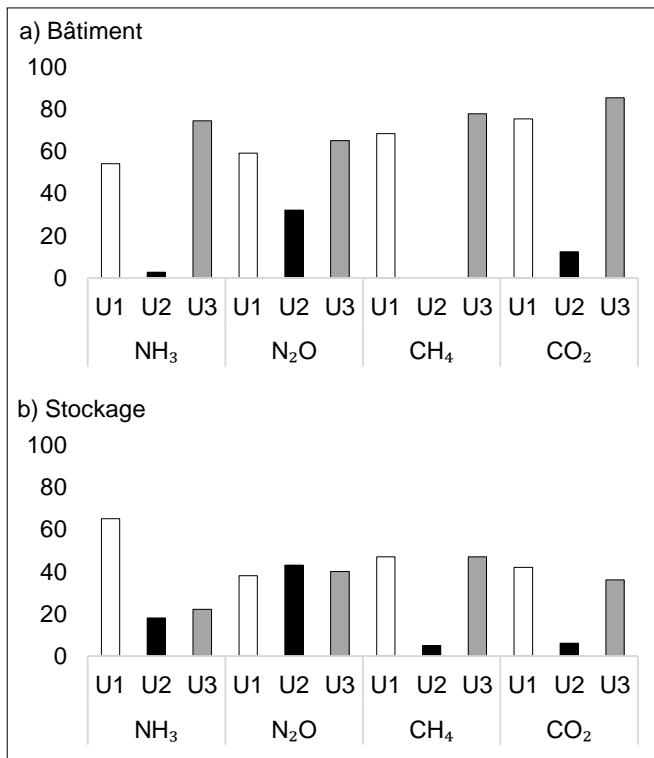 a) Bâtiment
100
80
60
40
20
0
U1 U2 U3 U1 U2 U3 U1 U2 U3 U1 U2 U3
NH₃ N₂O CH₄ CO₂
b) Stockage
100
80
60
40
20
0
U1 U2 U3 U1 U2 U3 U1 U2 U3 U1 U2 U3
NH₃ N₂O CH₄ CO₂